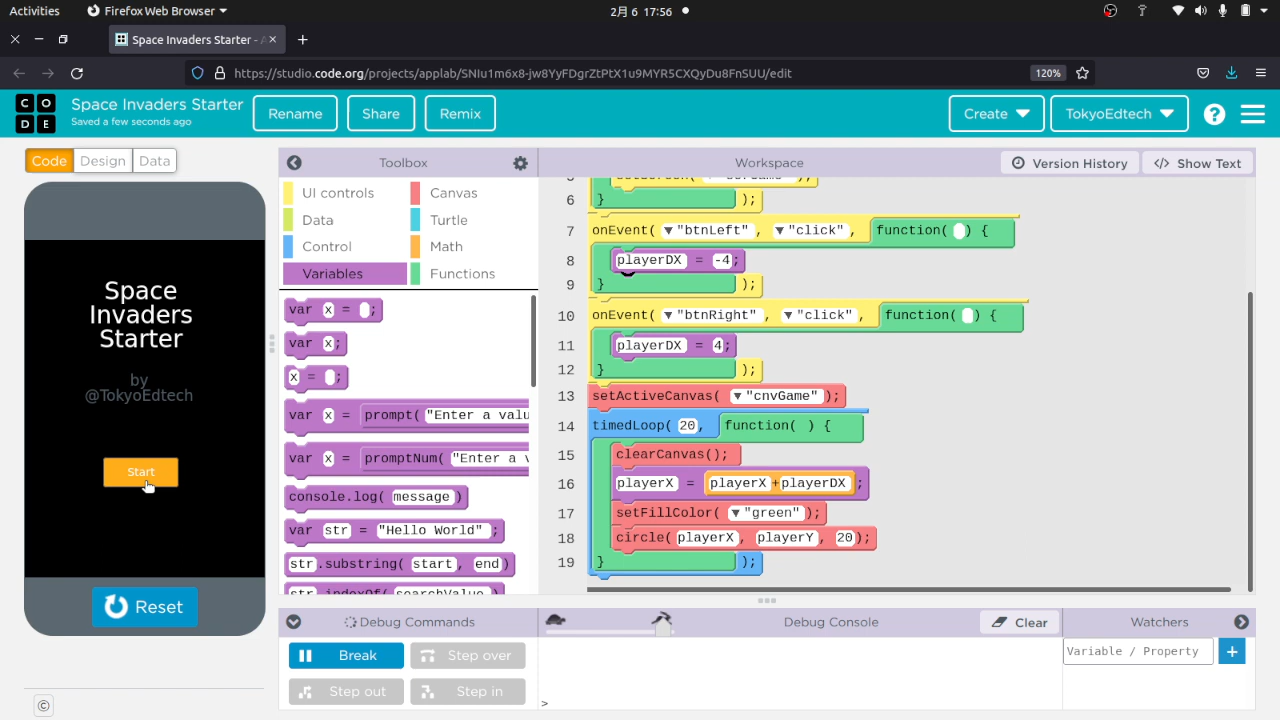 Activities
Firefox Web Browser
2月 6 17:56
Space Invaders Starter - A
https://studio.code.org/projects/applab/SNIu1m6x8-jw8YyFDgrZtPtX1u9MYR5CXQyDu8FnSUU/edit
120%
C O D E
Space Invaders Starter
Saved a few seconds ago
Rename
Share
Remix
Create
TokyoEdtech
?
Code
Design
Data
Toolbox
Workspace
Version History
</> Show Text
Space
Invaders
Starter
by
@TokyoEdtech
Start
Reset
UI controls
Canvas
Data
Turtle
Control
Math
Variables
Functions
var x = ;
var x;
x = ;
var x = prompt( "Enter a valu
var x = promptNum( "Enter a v
console.log( message )
var str = "Hello World" ;
str.substring( start, end)
str.indexOf( searchValue )
6 } );
7 onEvent( "btnLeft" , "click" , function( ) {
8 playerDX = -4;
9 } );
10 onEvent( "btnRight" , "click" , function( ) {
11 playerDX = 4;
12 } );
13 setActiveCanvas( "cnvGame" );
14 timedLoop( 20, function( ) {
15 clearCanvas();
16 playerX = playerX + playerDX ;
17 setFillColor( "green" );
18 circle( playerX , playerY , 20);
19 } );
Debug Commands
Debug Console
Clear
Watchers
Break
Step over
Step out
Step in
Variable / Property
+
>
©